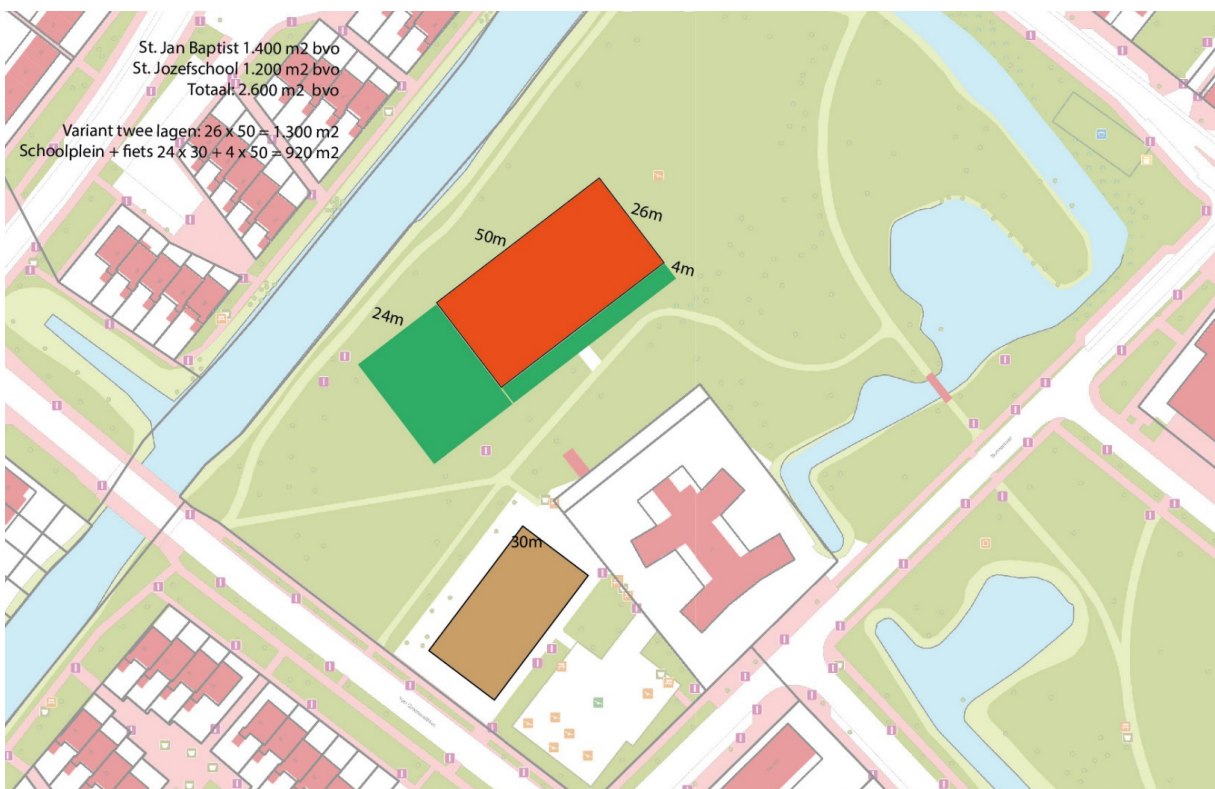 St. Jan Baptist 1.400 m2 bvo
St. Jozefschool 1.200 m2 bvo
Totaal: 2.600 m2 bvo
Variant twee lagen: 26 x 50 = 1.300 m2
Schoolplein + fiets 24 x 30 + 4 x 50 = 920 m2
26m
50m
4m
24m
30m